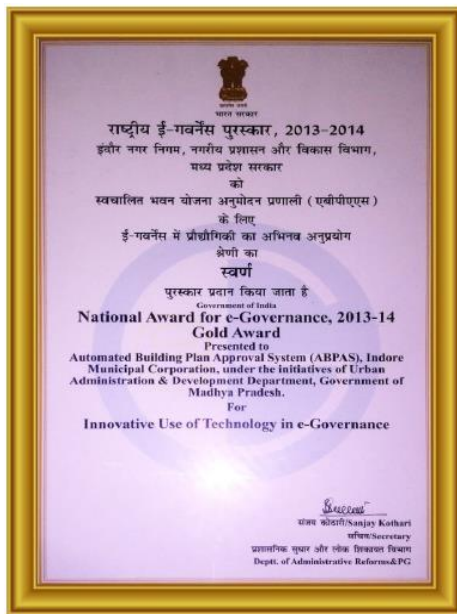 भारत सरकार
राष्ट्रीय ई-गवर्नेंस पुरस्कार, 2013-2014
इंदौर नगर निगम, नगरीय प्रशासन और विकास विभाग,
मध्य प्रदेश सरकार
को
स्वचालित भवन योजना अनुमोदन प्रणाली (एबीपीएएस)
के लिए
ई-गवर्नेंस में प्रौद्योगिकी का अभिनव अनुप्रयोग
श्रेणी का
स्वर्ण
पुरस्कार प्रदान किया जाता है
Government of India
National Award for e-Governance, 2013-14
Gold Award
Presented to
Automated Building Plan Approval System (ABPAS), Indore
Municipal Corporation, under the initiatives of Urban
Administration & Development Department, Government of
Madhya Pradesh.
For
Innovative Use of Technology in e-Governance
संजय कोठारी/Sanjay Kothari
सचिव/Secretary
प्रशासनिक सुधार और लोक शिकायत विभाग
Deptt. of Administrative Reforms&PG